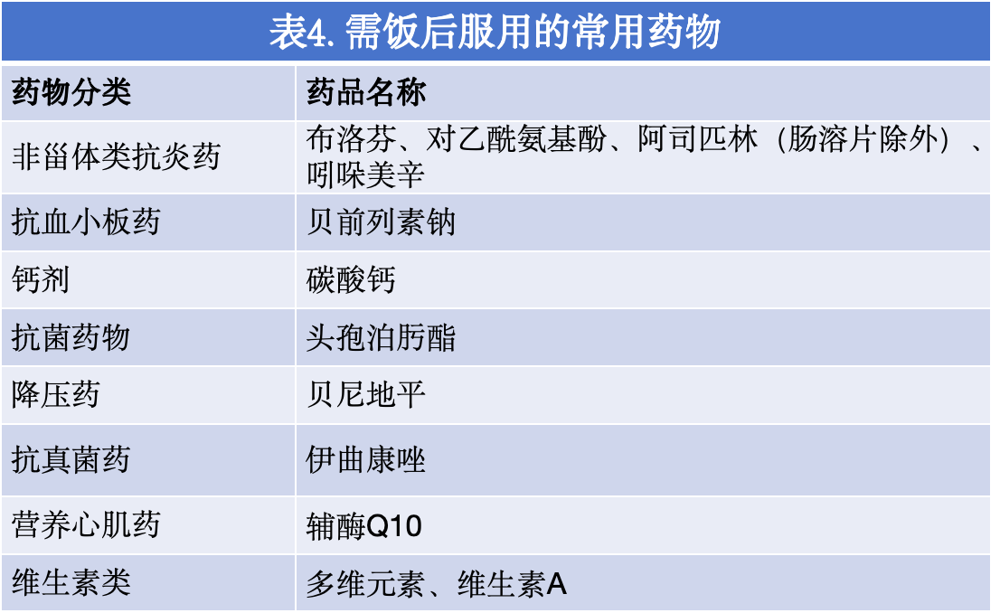 表4.需饭后服用的常用药物
药物分类 药品名称
非甾体类抗炎药 布洛芬、对乙酰氨基酚、阿司匹林（肠溶片除外）、
吲哚美辛
抗血小板药 贝前列素钠
钙剂 碳酸钙
抗菌药物 头孢泊肟酯
降压药 贝尼地平
抗真菌药 伊曲康唑
营养心肌药 辅酶Q10
维生素类 多维元素、维生素A